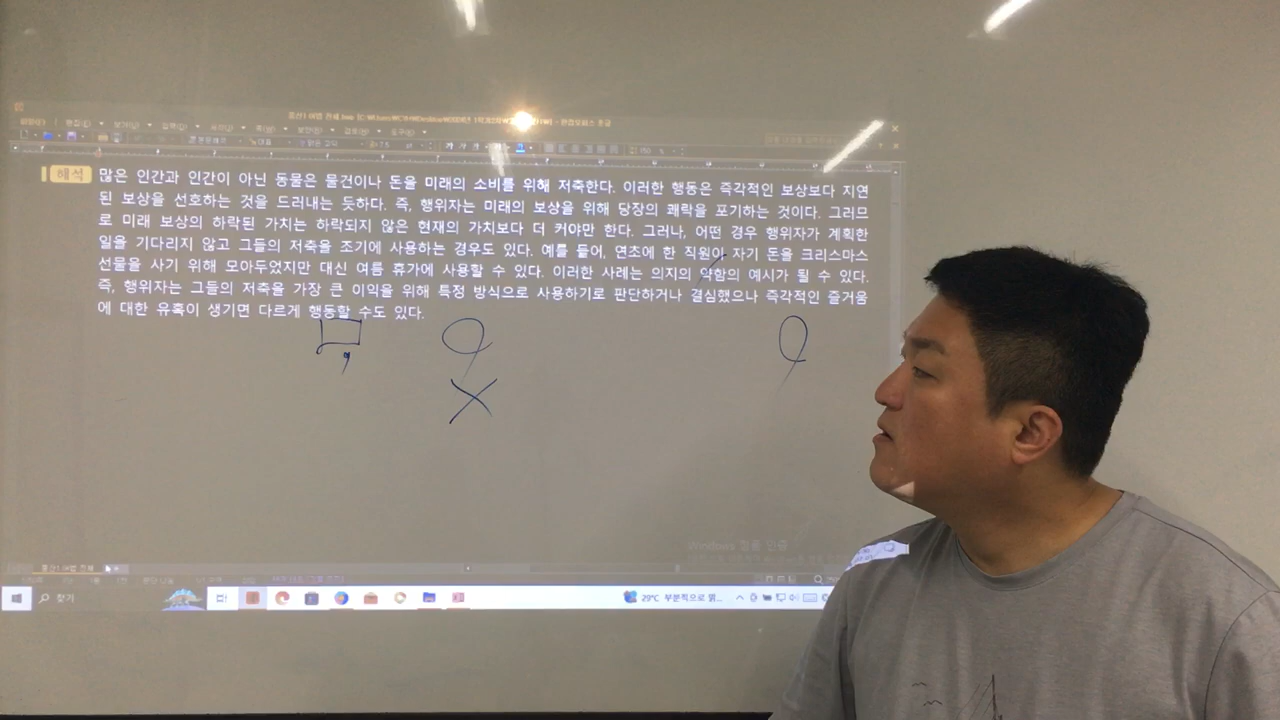 해석
많은 인간과 인간이 아닌 동물은 물건이나 돈을 미래의 소비를 위해 저축한다. 이러한 행동은 즉각적인 보상보다 지연
된 보상을 선호하는 것을 드러내는 듯하다. 즉, 행위자는 미래의 보상을 위해 당장의 쾌락을 포기하는 것이다. 그러므
로 미래 보상의 하락된 가치는 하락되지 않은 현재의 가치보다 더 커야만 한다. 그러나, 어떤 경우 행위자가 계획한
일을 기다리지 않고 그들의 저축을 조기에 사용하는 경우도 있다. 예를 들어, 연초에 한 직원이 자기 돈을 크리스마스
선물을 사기 위해 모아두었지만 대신 여름 휴가에 사용할 수 있다. 이러한 사례는 의지의 약함의 예시가 될 수 있다.
즉, 행위자는 그들의 저축을 가장 큰 이익을 위해 특정 방식으로 사용하기로 판단하거나 결심했으나 즉각적인 즐거움
에 대한 유혹이 생기면 다르게 행동할 수도 있다.
Windows 정품 인증
찾기
29°C 부분적으로 맑...